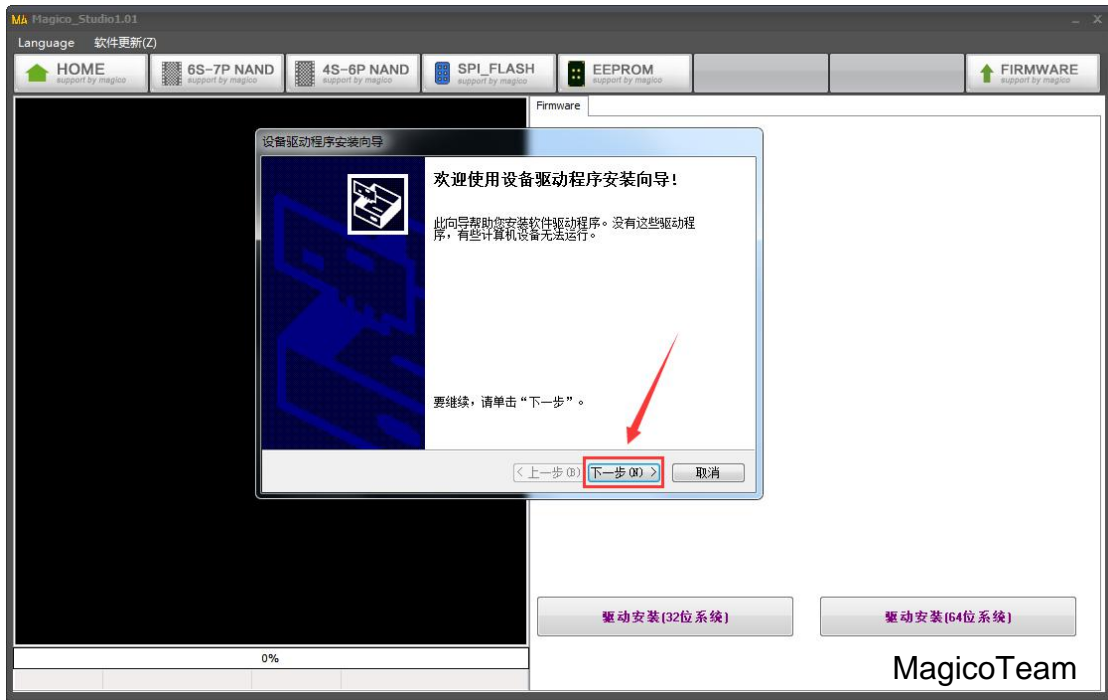 MA Magico_Studio1.01
Language 软件更新(Z)
HOME
support by magico
6S-7P NAND
support by magico
4S-6P NAND
support by magico
SPI_FLASH
support by magico
EEPROM
support by magico
FIRMWARE
support by magico
Firmware
设备驱动程序安装向导
欢迎使用设备驱动程序安装向导!
此向导帮助您安装软件驱动程序。没有这些驱动程
序，有些计算机设备无法运行。
要继续，请单击“下一步”。
< 上一步(B)
下一步(N) >
取消
驱动安装(32位系统)
驱动安装(64位系统)
0%
MagicoTeam